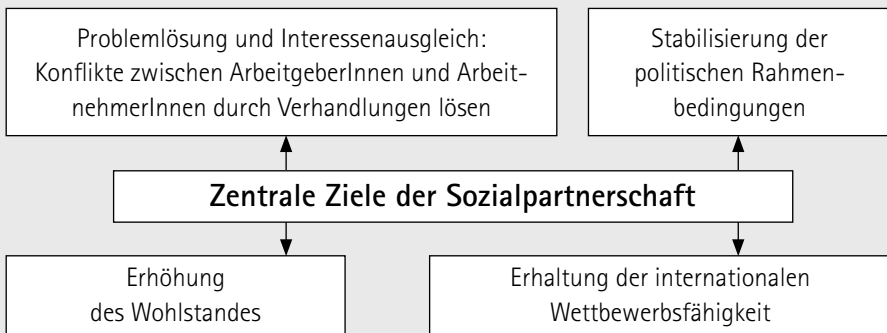 Problemlösung und Interessenausgleich:
Konflikte zwischen ArbeitgeberInnen und Arbeit-
nehmerInnen durch Verhandlungen lösen
Stabilisierung der
politischen Rahmen-
bedingungen
Zentrale Ziele der Sozialpartnerschaft
Erhöhung
des Wohlstandes
Erhaltung der internationalen
Wettbewerbsfähigkeit